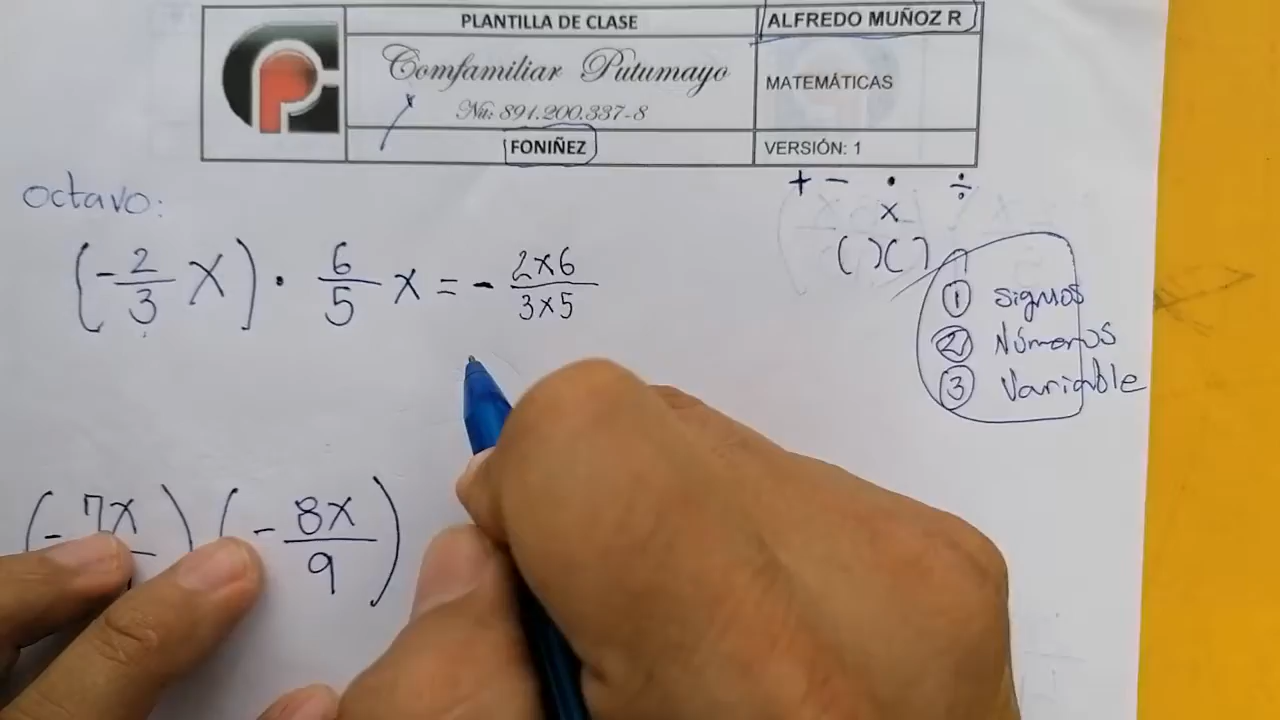 PLANTILLA DE CLASE
ALFREDO MUÑOZ R
Comfamiliar Putumayo
Nit: 891.200.337-8
MATEMÁTICAS
FONIÑEZ
VERSIÓN: 1
octavo:
+ - · ÷
x
( )( )
(-2/3 X) · 6/5 x = - 2x6/3x5
① signos
② Números
③ Variable
(-7x/ ) (-8x/9)